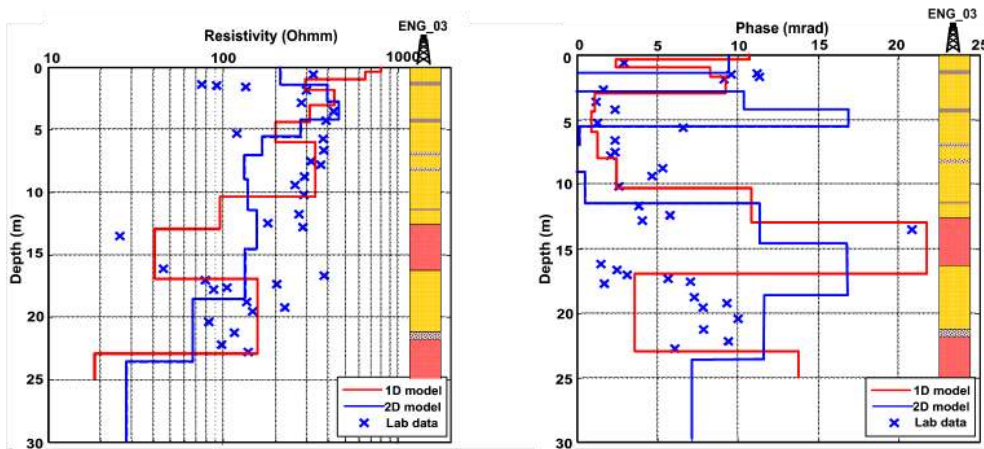 ENG_03
Resistivity (Ohmm)
10 100 1000
0
5
10
15
20
25
30
Depth (m)
1D model
2D model
Lab data
ENG_03
Phase (mrad)
0 5 10 15 20 25
0
5
10
15
20
25
30
Depth (m)
1D model
2D model
Lab data